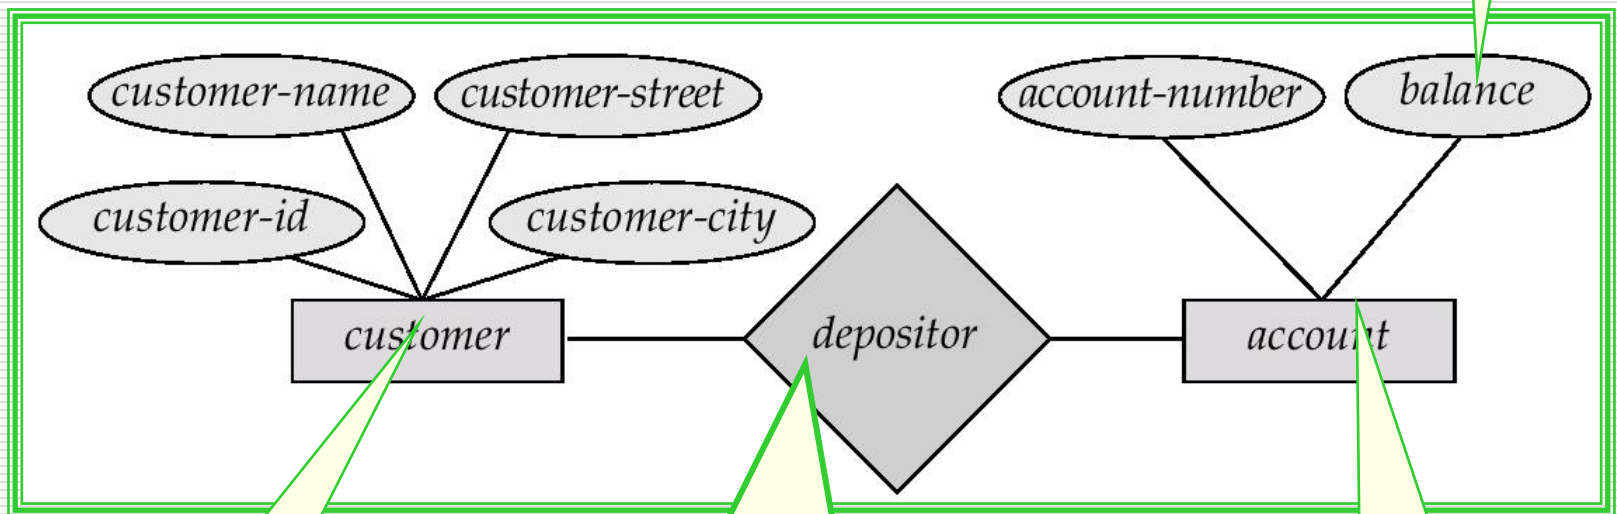 customer-name
customer-street
account-number
balance
customer-id
customer-city
customer
depositor
account